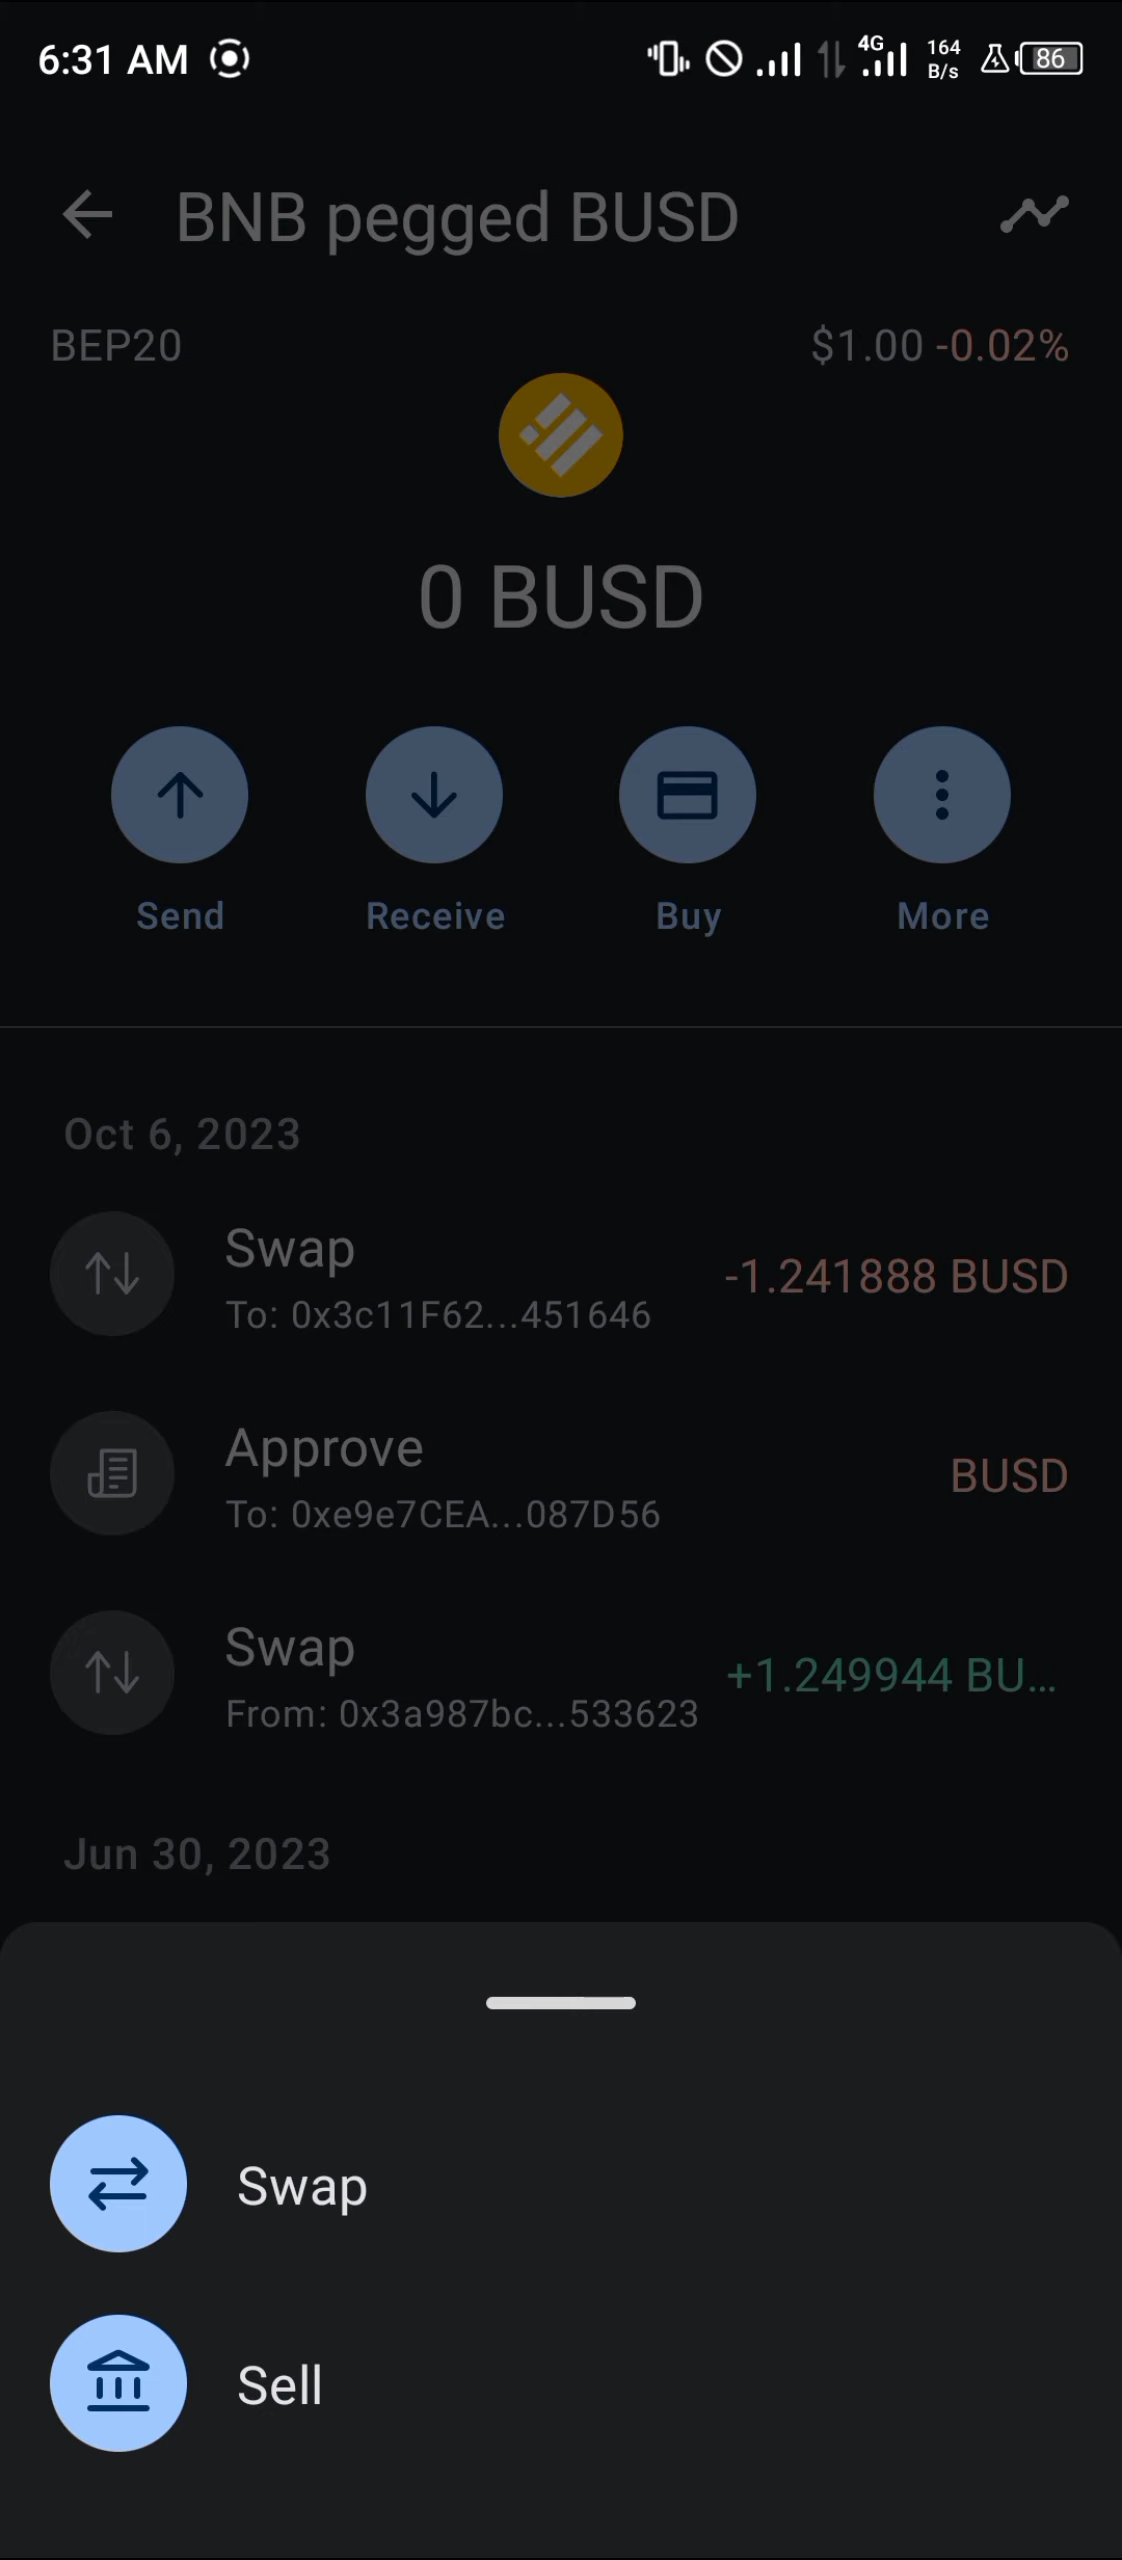 6:31 AM
4G
164
B/s
86
BNB pegged BUSD
BEP20
$1.00 -0.02%
0 BUSD
Send
Receive
Buy
More
Oct 6, 2023
Swap
-1.241888 BUSD
To: 0x3c11F62...451646
Approve
BUSD
To: 0xe9e7CEA...087D56
Swap
+1.249944 BU...
From: 0x3a987bc...533623
Jun 30, 2023
Swap
Sell